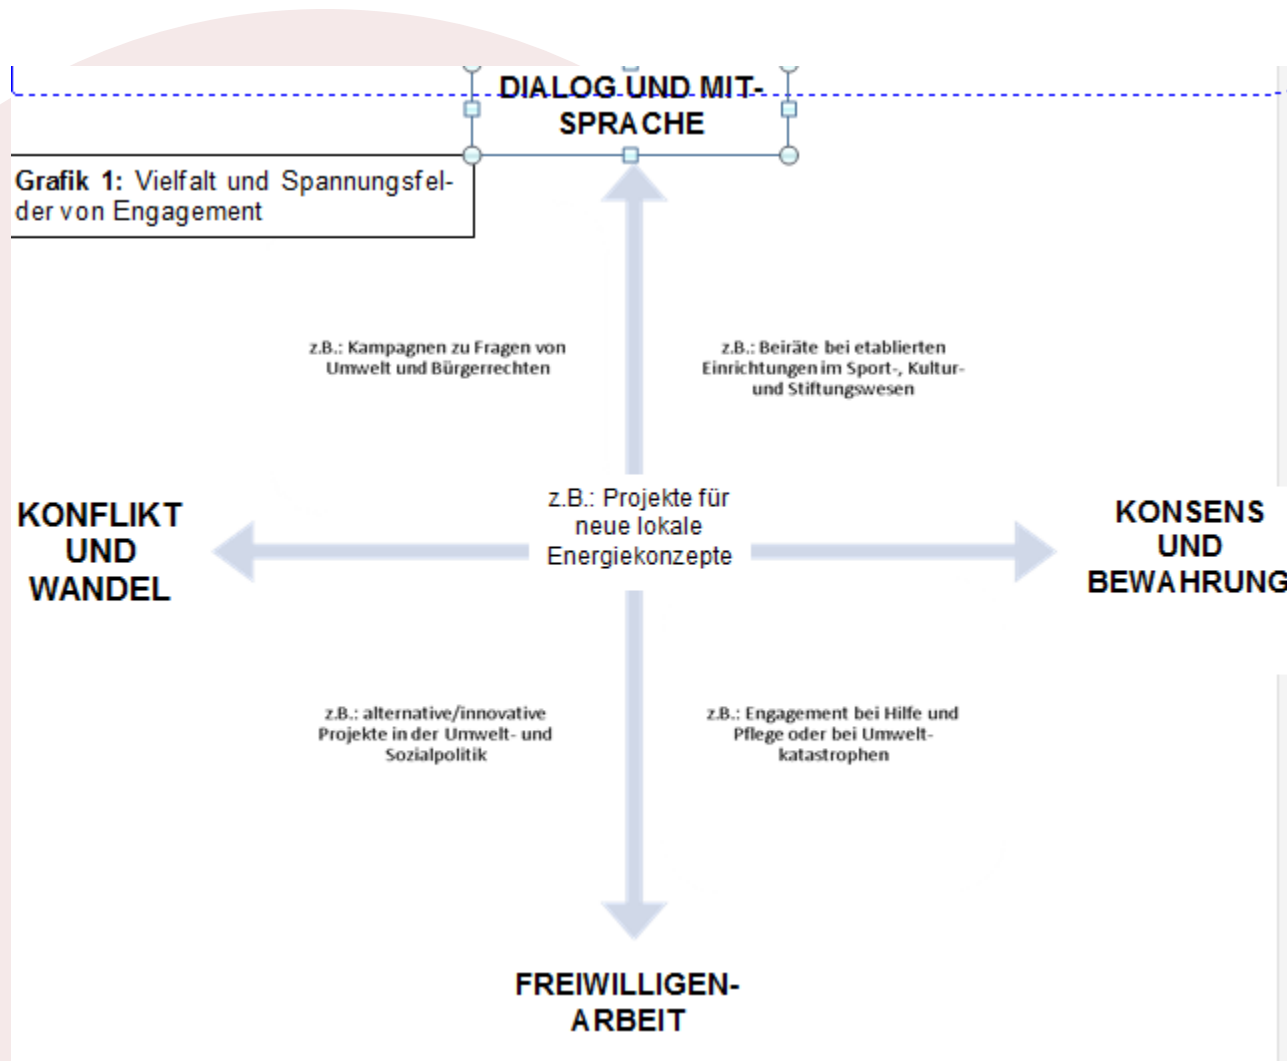 DIALOG UND MIT-
SPRACHE
Grafik 1: Vielfalt und Spannungsfel-
der von Engagement
z.B.: Kampagnen zu Fragen von
Umwelt und Bürgerrechten
z.B.: Beiräte bei etablierten
Einrichtungen im Sport-, Kultur-
und Stiftungswesen
KONFLIKT
UND
WANDEL
z.B.: Projekte für
neue lokale
Energiekonzepte
KONSENS
UND
BEWAHRUNG
z.B.: alternative/innovative
Projekte in der Umwelt- und
Sozialpolitik
z.B.: Engagement bei Hilfe und
Pflege oder bei Umwelt-
katastrophen
FREIWILLIGEN-
ARBEIT